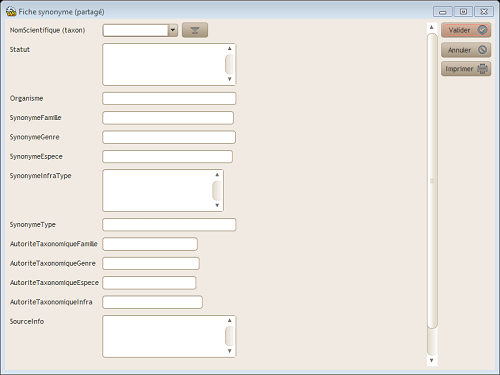 Fiche synonyme (partagé)
NomScientifique (taxon)
Valider
Statut
Annuler
Imprimer
Organisme
SynonymeFamille
SynonymeGenre
SynonymeEspece
SynonymeInfraType
SynonymeType
AutoriteTaxonomiqueFamille
AutoriteTaxonomiqueGenre
AutoriteTaxonomiqueEspece
AutoriteTaxonomiqueInfra
SourceInfo